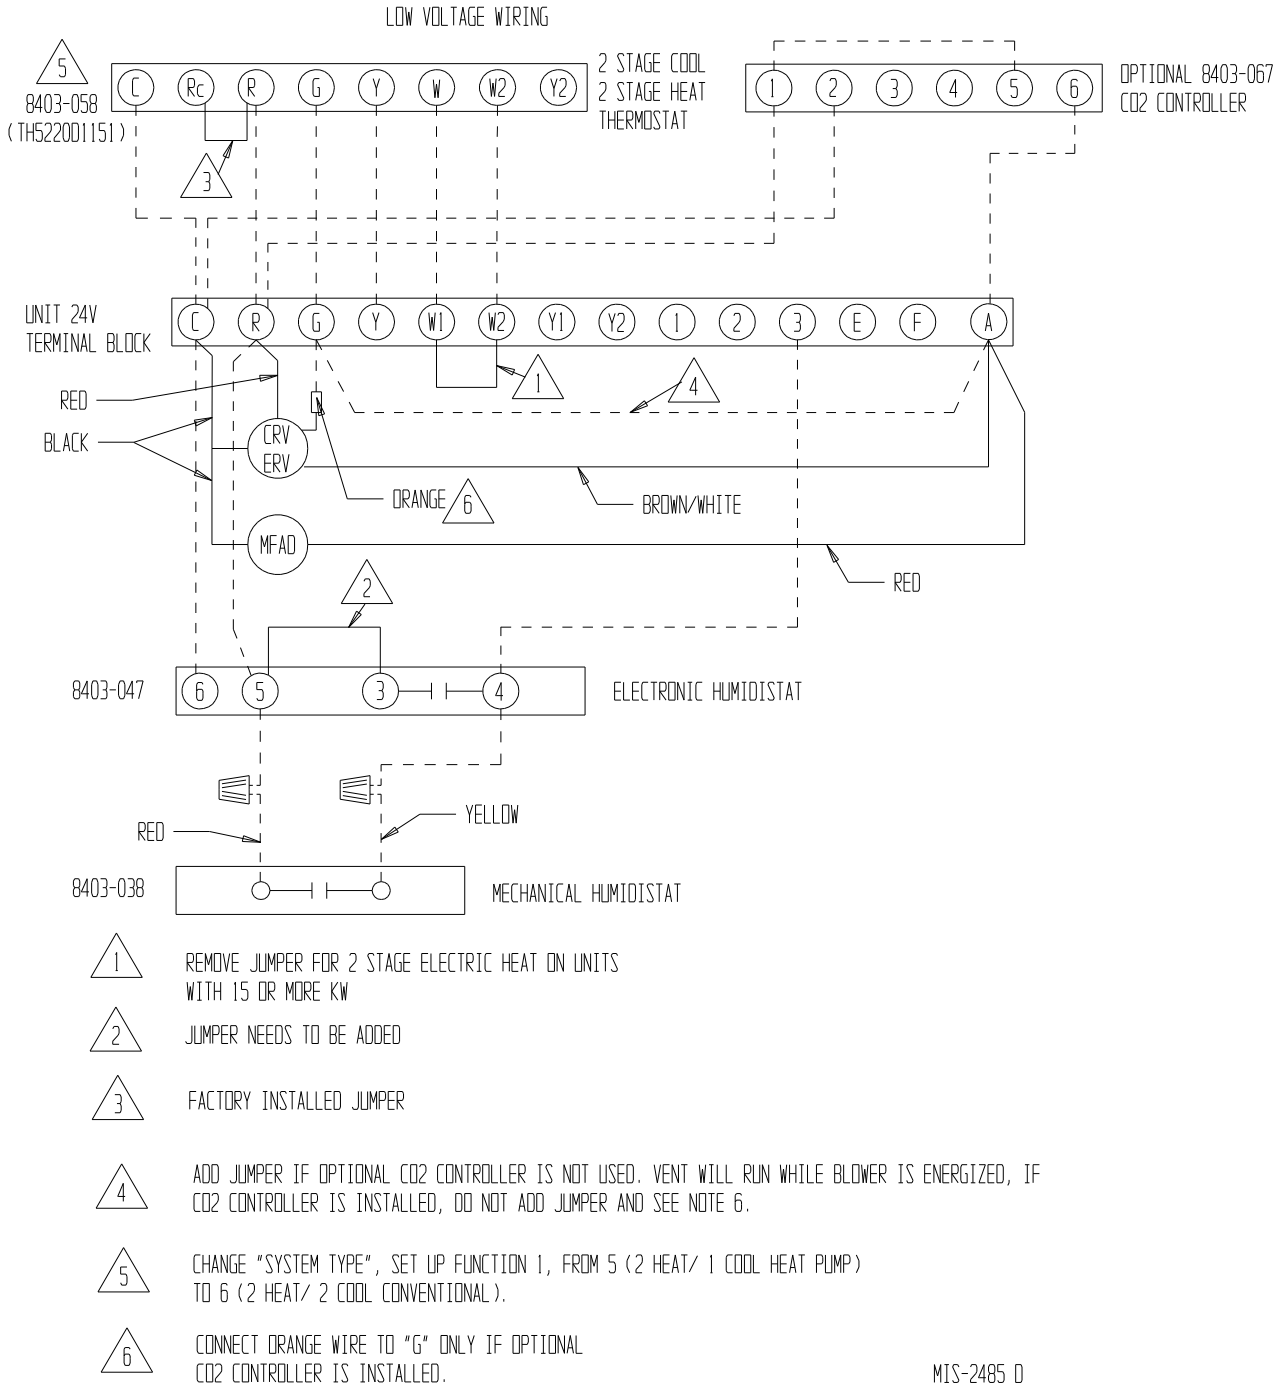 LOW VOLTAGE WIRING
5
8403-058
(TH5220D1151)
C Rc R G Y W W2 Y2
2 STAGE COOL
2 STAGE HEAT
THERMOSTAT
1 2 3 4 5 6
OPTIONAL 8403-067
CO2 CONTROLLER
3
UNIT 24V
TERMINAL BLOCK
C R G Y W1 W2 Y1 Y2 1 2 3 E F A
1
4
RED
BLACK
CRV
ERV
ORANGE
6
BROWN/WHITE
MFAD
RED
2
8403-047
6 5 3 4
ELECTRONIC HUMIDISTAT
RED
YELLOW
8403-038
MECHANICAL HUMIDISTAT
1
REMOVE JUMPER FOR 2 STAGE ELECTRIC HEAT ON UNITS
WITH 15 OR MORE KW
2
JUMPER NEEDS TO BE ADDED
3
FACTORY INSTALLED JUMPER
4
ADD JUMPER IF OPTIONAL CO2 CONTROLLER IS NOT USED. VENT WILL RUN WHILE BLOWER IS ENERGIZED, IF
CO2 CONTROLLER IS INSTALLED, DO NOT ADD JUMPER AND SEE NOTE 6.
5
CHANGE "SYSTEM TYPE", SET UP FUNCTION 1, FROM 5 (2 HEAT/ 1 COOL HEAT PUMP)
TO 6 (2 HEAT/ 2 COOL CONVENTIONAL).
6
CONNECT ORANGE WIRE TO "G" ONLY IF OPTIONAL
CO2 CONTROLLER IS INSTALLED.
MIS-2485 D